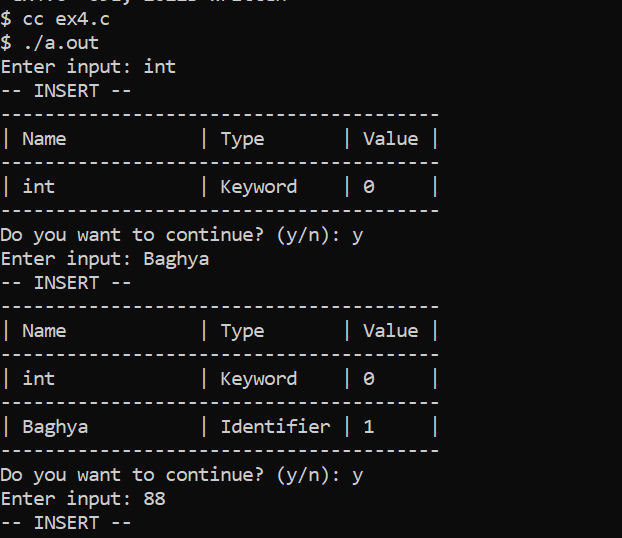 $ cc ex4.c
$ ./a.out
Enter input: int
-- INSERT --
----------------------------------------
| Name             | Type      | Value |
----------------------------------------
| int              | Keyword   | 0     |
----------------------------------------
Do you want to continue? (y/n): y
Enter input: Baghya
-- INSERT --
----------------------------------------
| Name             | Type      | Value |
----------------------------------------
| int              | Keyword   | 0     |
----------------------------------------
| Baghya           | Identifier | 1     |
----------------------------------------
Do you want to continue? (y/n): y
Enter input: 88
-- INSERT --